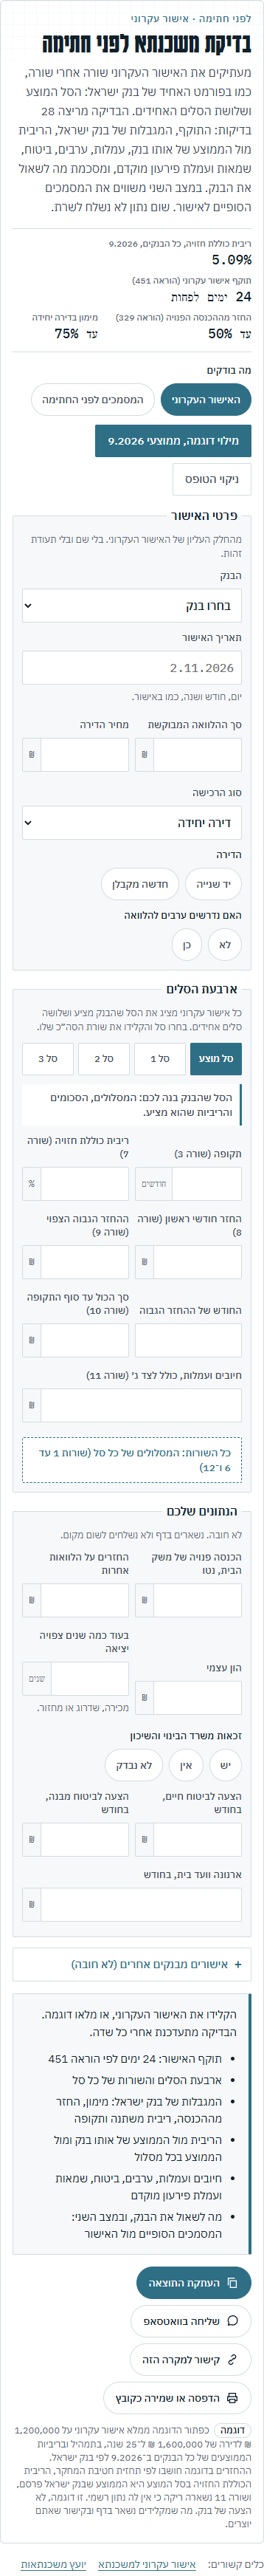 לפני חתימה · אישור עקרוני
בדיקת משכנתא לפני חתימה
מעתיקים את האישור העקרוני שורה אחרי שורה,
כמו בפורמט האחיד של בנק ישראל: הסל המוצע
ושלושת הסלים האחידים. הבדיקה מריצה 28
בדיקות: התוקף, המגבלות של בנק ישראל, הריבית
מול הממוצע של אותו בנק, עמלות, ערבים, ביטוח,
שמאות ועמלת פירעון מוקדם, ומסכמת מה לשאול
את הבנק. במצב השני משווים את המסמכים
הסופיים לאישור. שום נתון לא נשלח לשרת.
ריבית כוללת חזויה, כל הבנקים, 9.2026
5.09%
תוקף אישור עקרוני (הוראה 451)
24 ימים לפחות
החזר מההכנסה הפנויה (הוראה 329)
עד 50%
מימון בדירה יחידה
עד 75%
מה בודקים
האישור העקרוני
המסמכים לפני החתימה
מילוי דוגמה, ממוצעי 9.2026
ניקוי הטופס
פרטי האישור
מהחלק העליון של האישור העקרוני. בלי שם ובלי תעודת
זהות.
הבנק
בחרו בנק
תאריך האישור
2.11.2026
יום, חודש ושנה, כמו באישור.
סך ההלוואה המבוקשת
מחיר הדירה
₪
₪
סוג הרכישה
דירה יחידה
הדירה
יד שנייה
חדשה מקבלן
האם נדרשים ערבים להלוואה
לא
כן
ארבעת הסלים
כל אישור עקרוני מציג את הסל שהבנק מציע ושלושה
סלים אחידים. בחרו סל והקלידו את שורת הסה״כ שלו.
סל מוצע
סל 1
סל 2
סל 3
הסל שהבנק בנה לכם: המסלולים, הסכומים
והריביות שהוא מציע.
תקופה (שורה 3)
ריבית כוללת חזויה (שורה
7)
חודשים
%
החזר חודשי ראשון (שורה
8)
ההחזר הגבוה הצפוי
(שורה 9)
₪
₪
החודש של ההחזר הגבוה
סך הכול עד סוף התקופה
(שורה 10)
₪
חיובים ועמלות, כולל לצד ג' (שורה 11)
₪
כל השורות: המסלולים של כל סל (שורות 1 עד
6 ו־12)
הנתונים שלכם
לא חובה. נשארים בדף ולא נשלחים לשום מקום.
הכנסה פנויה של משק
הבית, נטו
החזרים על הלוואות
אחרות
₪
₪
הון עצמי
בעוד כמה שנים צפויה
יציאה
₪
שנים
מכירה, שדרוג או מחזור.
זכאות משרד הבינוי והשיכון
יש
אין
לא נבדק
הצעה לביטוח חיים,
בחודש
הצעה לביטוח מבנה,
בחודש
₪
₪
ארנונה וועד בית, בחודש
₪
+ אישורים מבנקים אחרים (לא חובה)
הקלידו את האישור העקרוני, או מלאו דוגמה.
הבדיקה מתעדכנת אחרי כל שדה.
• תוקף האישור: 24 ימים לפי הוראה 451
• ארבעת הסלים והשורות של כל סל
• המגבלות של בנק ישראל: מימון, החזר
מההכנסה, ריבית משתנה ותקופה
• הריבית מול הממוצע של אותו בנק ומול
הממוצע בכל מסלול
• חיובים ועמלות, ערבים, ביטוח, שמאות
ועמלת פירעון מוקדם
• מה לשאול את הבנק, ובמצב השני:
המסמכים הסופיים מול האישור
העתקת התוצאה
שליחה בוואטסאפ
קישור למקרה הזה
הדפסה או שמירה כקובץ
דוגמה כפתור הדוגמה ממלא אישור עקרוני על 1,200,000
₪ לדירה של 1,600,000 ₪ ל־25 שנה, בתמהיל ובריביות
הממוצעים של כל הבנקים ב־9.2026 לפי בנק ישראל.
ההחזרים בדוגמה חושבו לפי תחזית חטיבת המחקר, הריבית
הכוללת החזויה בסל המוצע היא הממוצע שבנק ישראל פרסם,
ושורה 11 נשארה ריקה כי אין לה נתון רשמי. זו דוגמה, לא
הצעה של בנק. מה שמקלידים נשאר בדף ובקישור שאתם
יוצרים.
כלים קשורים: אישור עקרוני למשכנתא יועץ משכנתאות